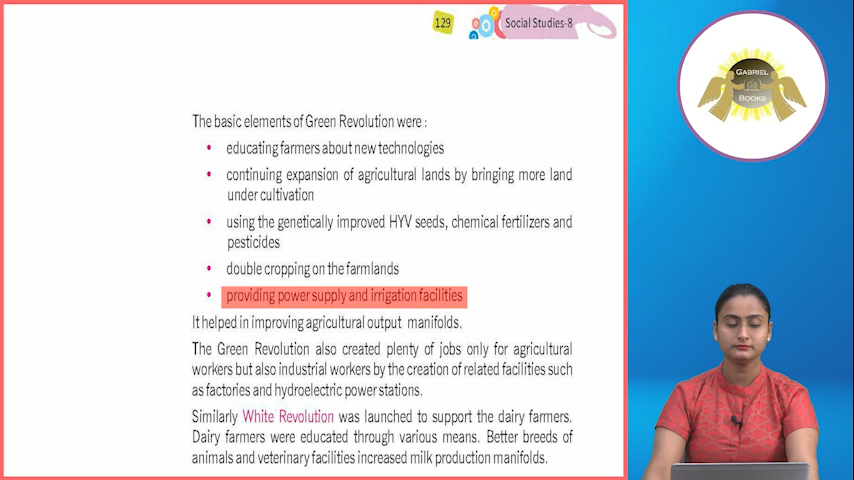 129
Social Studies-8
GABRIEL
GB
BOOKS
The basic elements of Green Revolution were :
• educating farmers about new technologies
• continuing expansion of agricultural lands by bringing more land
under cultivation
• using the genetically improved HYV seeds, chemical fertilizers and
pesticides
• double cropping on the farmlands
• providing power supply and irrigation facilities
It helped in improving agricultural output manifolds.
The Green Revolution also created plenty of jobs only for agricultural
workers but also industrial workers by the creation of related facilities such
as factories and hydroelectric power stations.
Similarly White Revolution was launched to support the dairy farmers.
Dairy farmers were educated through various means. Better breeds of
animals and veterinary facilities increased milk production manifolds.